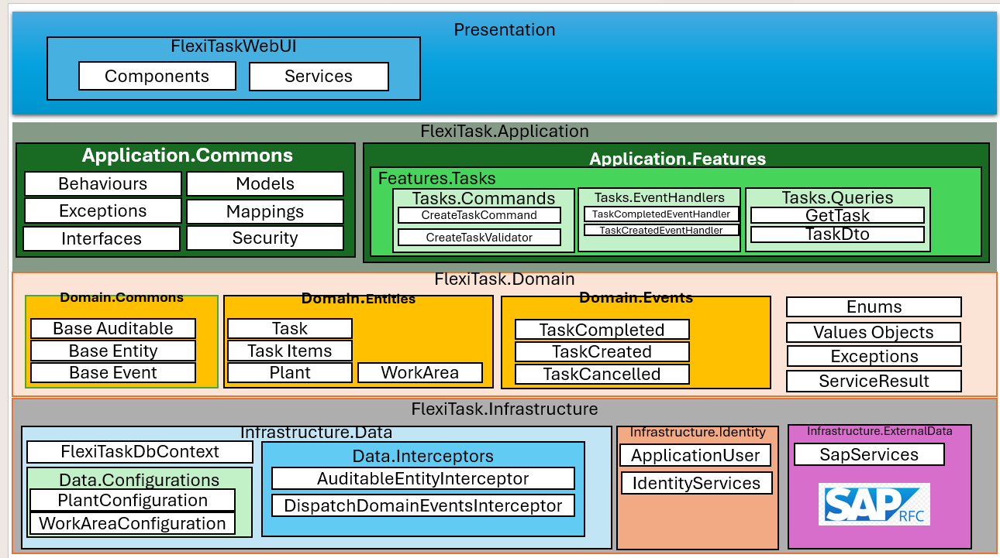 Presentation
FlexiTaskWebUI
Components
Services
FlexiTask.Application
Application.Commons
Behaviours
Models
Exceptions
Mappings
Interfaces
Security
Application.Features
Features.Tasks
Tasks.Commands
CreateTaskCommand
CreateTaskValidator
Tasks.EventHandlers
TaskCompletedEventHandler
TaskCreatedEventHandler
Tasks.Queries
GetTask
TaskDto
FlexiTask.Domain
Domain.Commons
Base Auditable
Base Entity
Base Event
Domain.Entities
Task
Task Items
Plant
WorkArea
Domain.Events
TaskCompleted
TaskCreated
TaskCancelled
Enums
Values Objects
Exceptions
ServiceResult
FlexiTask.Infrastructure
Infrastructure.Data
FlexiTaskDbContext
Data.Configurations
PlantConfiguration
WorkAreaConfiguration
Data.Interceptors
AuditableEntityInterceptor
DispatchDomainEventsInterceptor
Infrastructure.Identity
ApplicationUser
IdentityServices
Infrastructure.ExternalData
SapServices
SAP
RFC